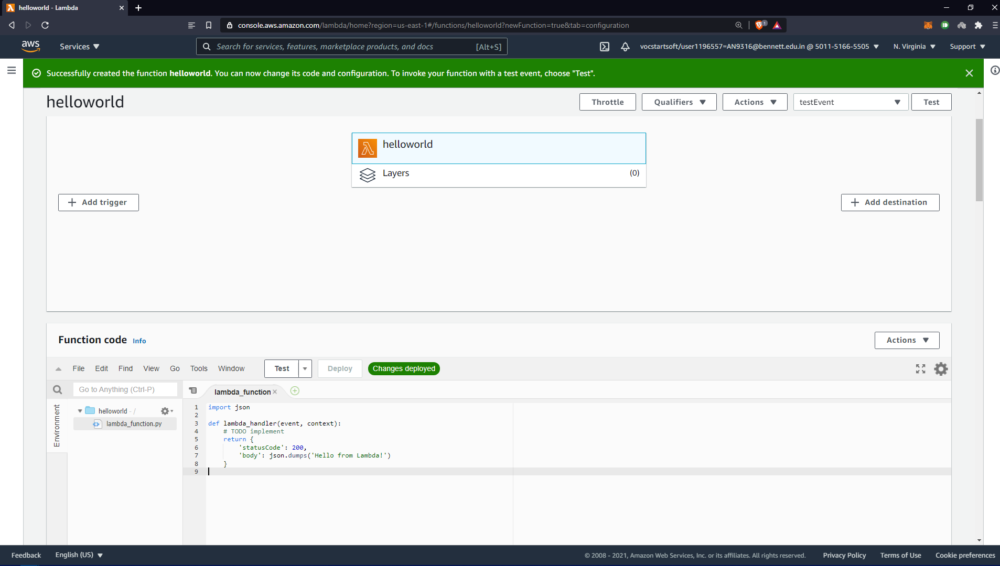 helloworld - Lambda
console.aws.amazon.com/lambda/home?region=us-east-1#/functions/helloworld?newFunction=true&tab=configuration
1
aws Services Search for services, features, marketplace products, and docs [Alt+S] vocstartsoft/user1196557=AN9316@bennett.edu.in @ 5011-5166-5505 N. Virginia Support
Successfully created the function helloworld. You can now change its code and configuration. To invoke your function with a test event, choose "Test".
helloworld Throttle Qualifiers Actions testEvent Test
helloworld
Layers (0)
Add trigger Add destination
Function code Info Actions
File Edit Find View Go Tools Window Test Deploy Changes deployed
Go to Anything (Ctrl-P) lambda_function
Environment
helloworld - /
lambda_function.py
1 import json
2
3 def lambda_handler(event, context):
4 # TODO implement
5 return {
6 'statusCode': 200,
7 'body': json.dumps('Hello from Lambda!')
8 }
9
Feedback English (US) © 2008 - 2021, Amazon Web Services, Inc. or its affiliates. All rights reserved. Privacy Policy Terms of Use Cookie preferences